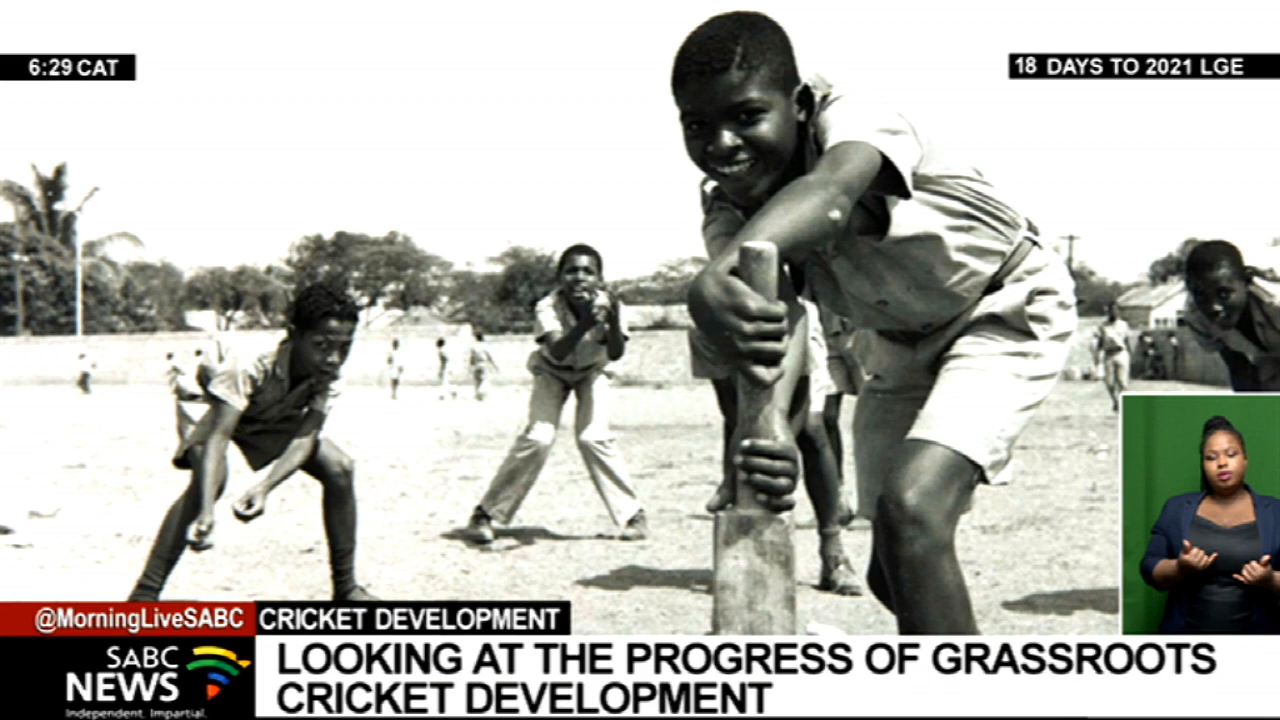 6:29 CAT
18 DAYS TO 2021 LGE
@MorningLiveSABC
CRICKET DEVELOPMENT
SABC
NEWS
Independent. Impartial.
LOOKING AT THE PROGRESS OF GRASSROOTS
CRICKET DEVELOPMENT